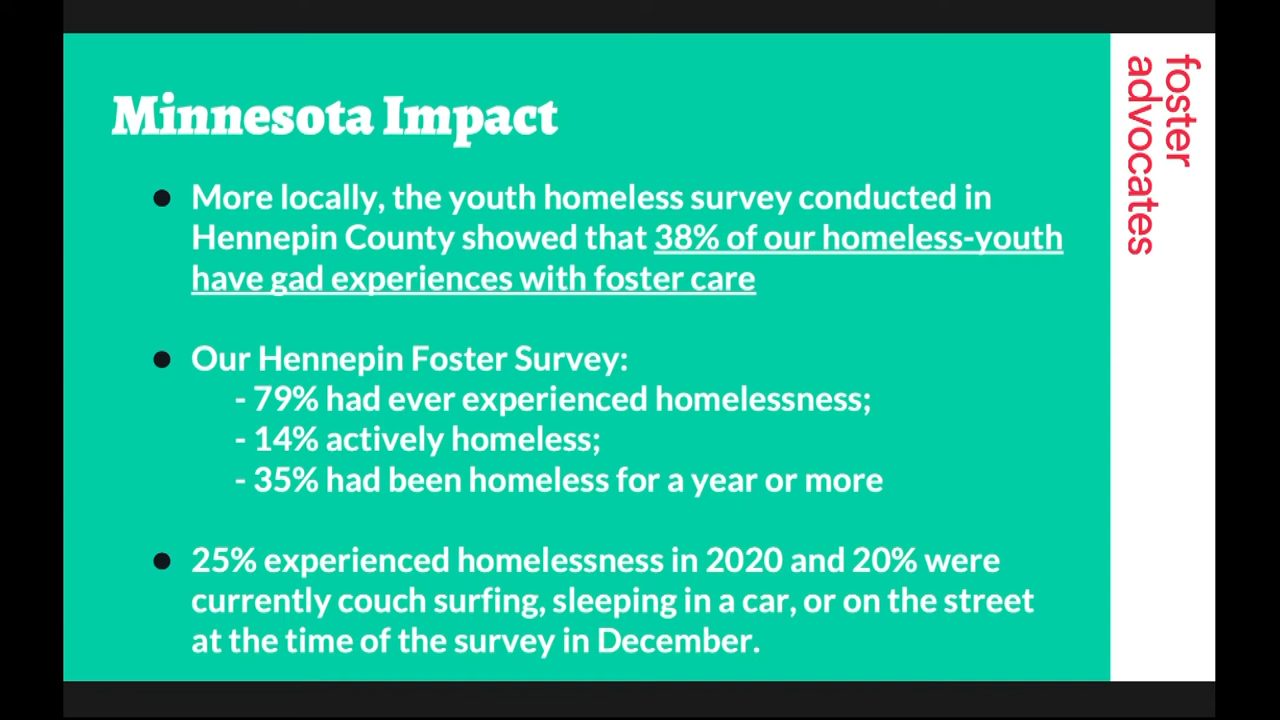 Minnesota Impact
● More locally, the youth homeless survey conducted in
Hennepin County showed that 38% of our homeless-youth
have gad experiences with foster care
● Our Hennepin Foster Survey:
- 79% had ever experienced homelessness;
- 14% actively homeless;
- 35% had been homeless for a year or more
● 25% experienced homelessness in 2020 and 20% were
currently couch surfing, sleeping in a car, or on the street
at the time of the survey in December.
foster
advocates